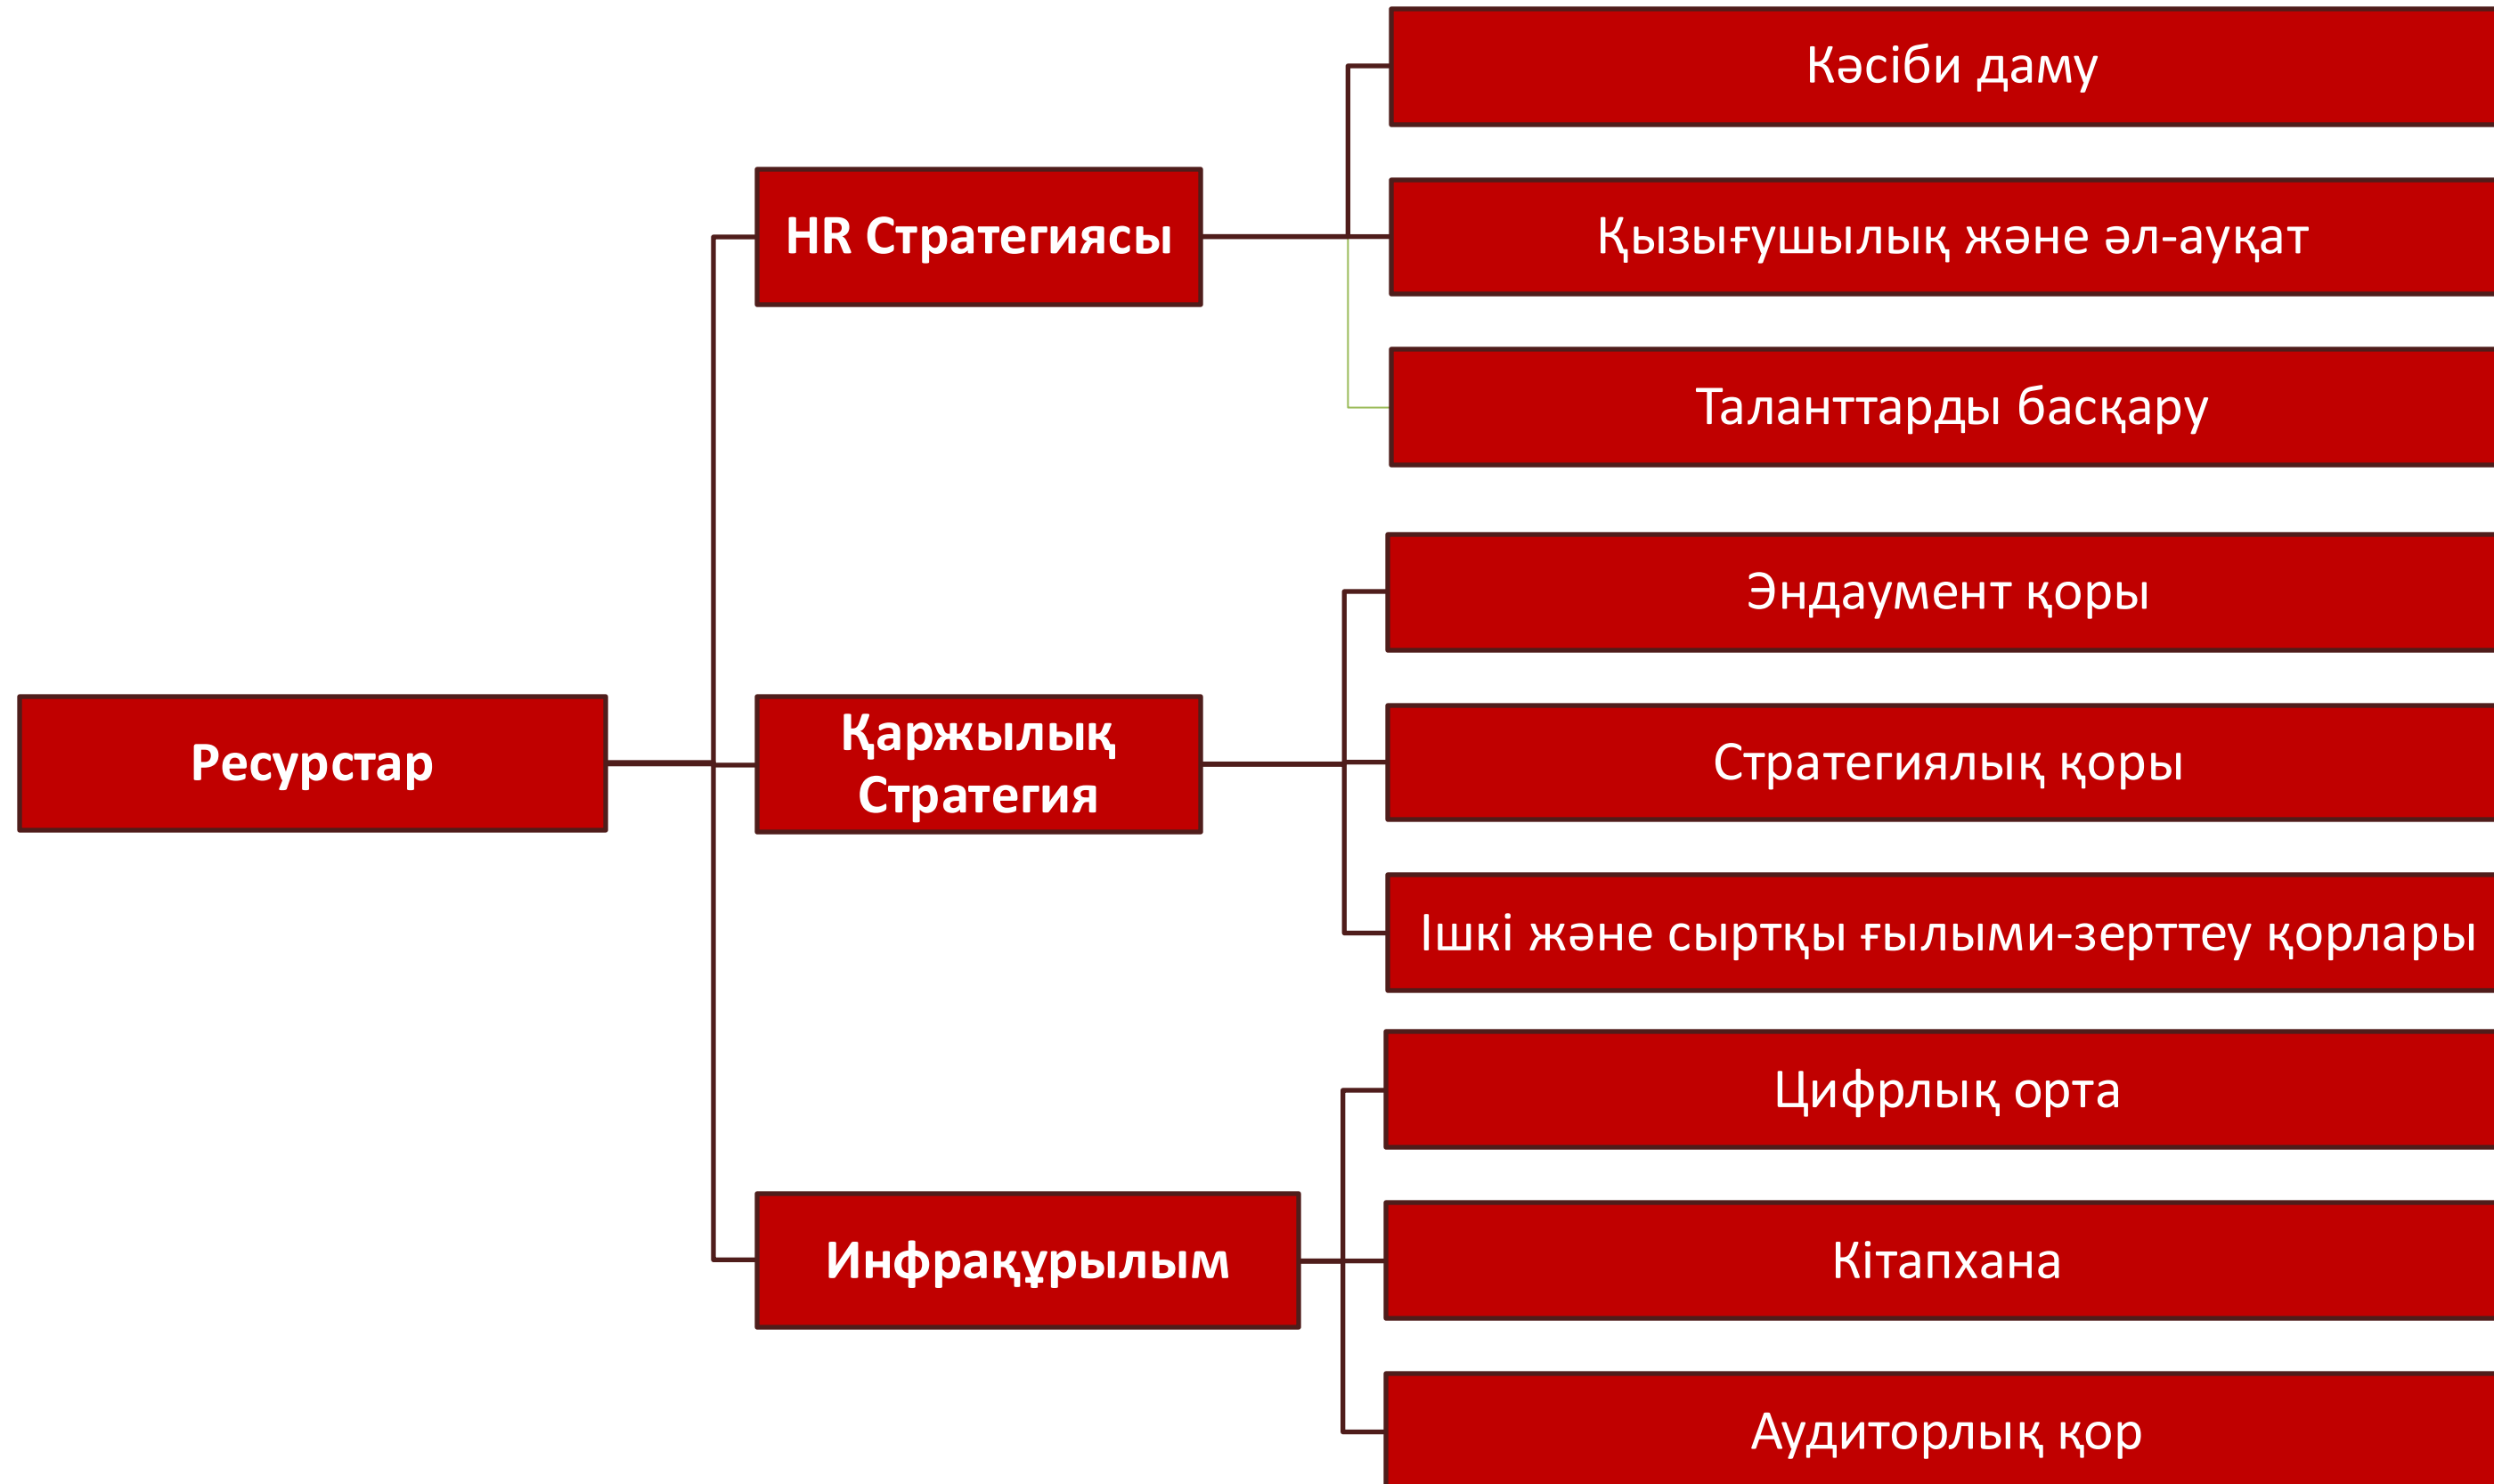 Ресурстар
HR Стратегиясы
Кәсіби даму
Қызығушылық және әл-ауқат
Таланттарды басқару
Қаржылық
Стратегия
Эндаумент қоры
Стратегиялық қоры
Ішкі және сыртқы ғылыми-зерттеу қорлары
Инфрақұрылым
Цифрлық орта
Кітапхана
Аудиторлық қор